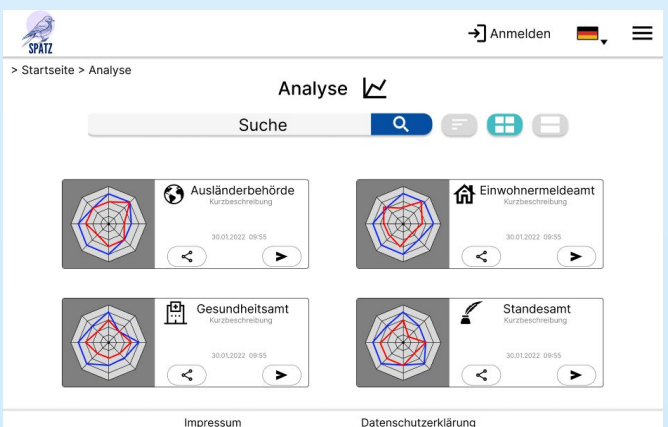 SPATZ
Anmelden
> Startseite > Analyse
Analyse
Suche
Ausländerbehörde
Kurzbeschreibung
30.01.2022 09:55
Einwohnermeldeamt
Kurzbeschreibung
30.01.2022 09:55
Gesundheitsamt
Kurzbeschreibung
30.01.2022 09:55
Standesamt
Kurzbeschreibung
30.01.2022 09:55
Impressum
Datenschutzerklärung